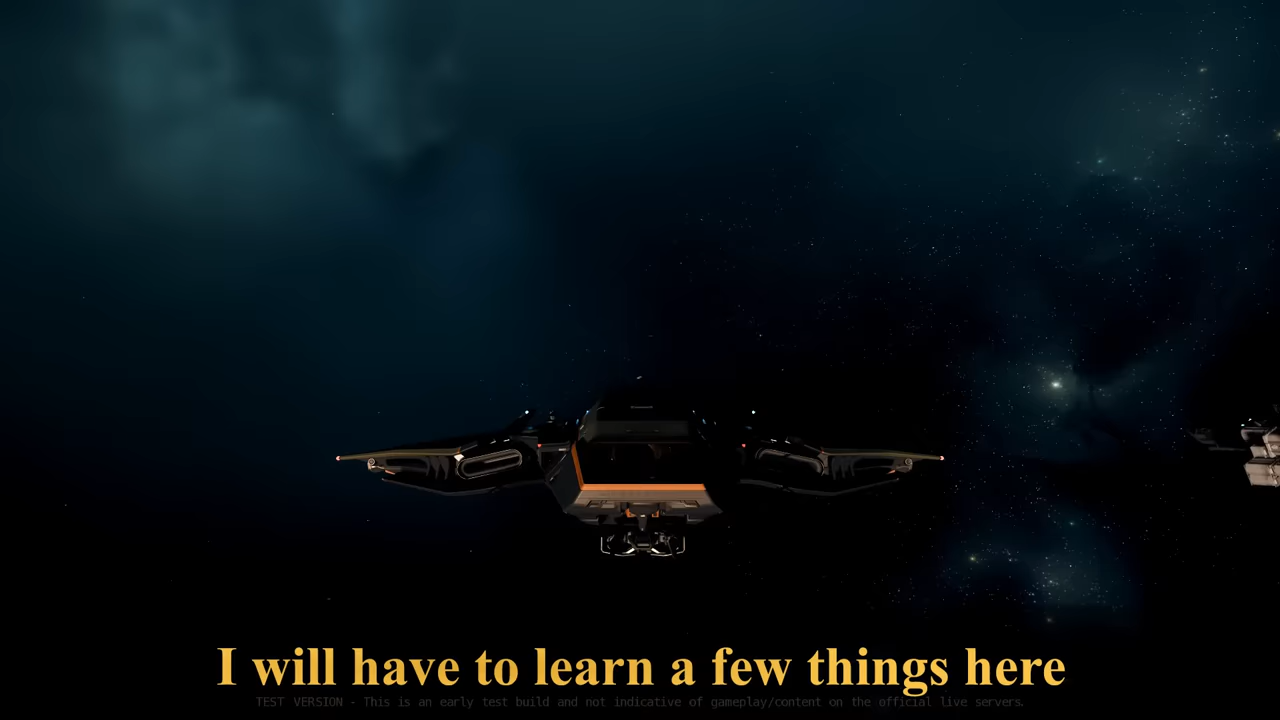 I will have to learn a few things here
TEST VERSION - This is an early test build and not indicative of gameplay/content on the official live servers.